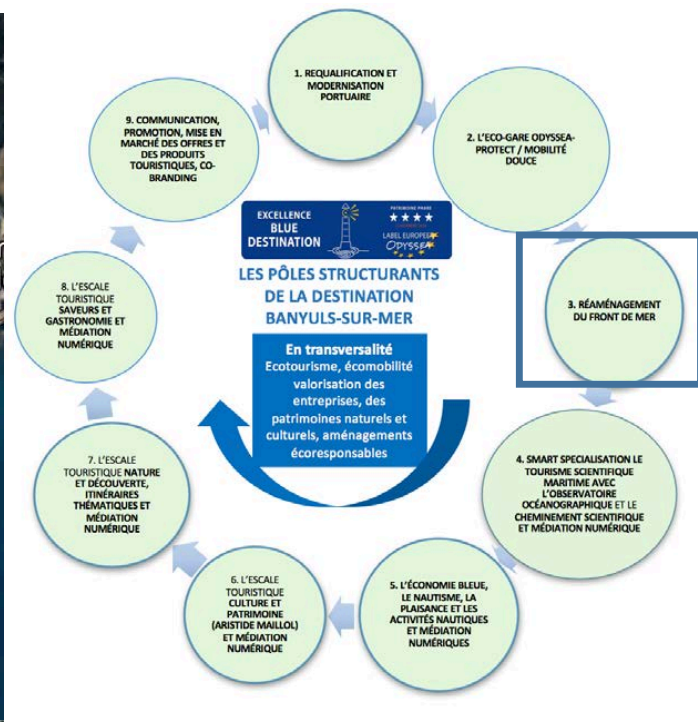 1. REQUALIFICATION ET
MODERNISATION
PORTUAIRE
2. L'ECO-GARE ODYSSEA-
PROTECT / MOBILITÉ
DOUCE
3. RÉAMÉNAGEMENT
DU FRONT DE MER
4. SMART SPECIALISATION LE
TOURISME SCIENTIFIQUE
MARITIME AVEC
L'OBSERVATOIRE
OCÉANOGRAPHIQUE ET LE
CHEMINEMENT SCIENTIFIQUE
ET MÉDIATION NUMÉRIQUE
5. L'ÉCONOMIE BLEUE,
LE NAUTISME, LA
PLAISANCE ET LES
ACTIVITÉS NAUTIQUES
ET MÉDIATION
NUMÉRIQUES
6. L'ESCALE
TOURISTIQUE
CULTURE ET
PATRIMOINE
(ARISTIDE MAILLOL)
ET MÉDIATION
NUMÉRIQUE
7. L'ESCALE
TOURISTIQUE NATURE
ET DÉCOUVERTE,
ITINÉRAIRES
THÉMATIQUES ET
MÉDIATION
NUMÉRIQUE
8. L'ESCALE
TOURISTIQUE
SAVEURS ET
GASTRONOMIE ET
MÉDIATION
NUMÉRIQUE
9. COMMUNICATION,
PROMOTION, MISE EN
MARCHÉ DES OFFRES ET
DES PRODUITS
TOURISTIQUES, CO-
BRANDING
EXCELLENCE
BLUE
DESTINATION
PATRIMOINE PHARE
LABEL EUROPÉEN
ODYSSEA
LES PÔLES STRUCTURANTS
DE LA DESTINATION
BANYULS-SUR-MER
En transversalité
Ecotourisme, écomobilité
valorisation des
entreprises, des
patrimoines naturels et
culturels, aménagements
écoresponsables